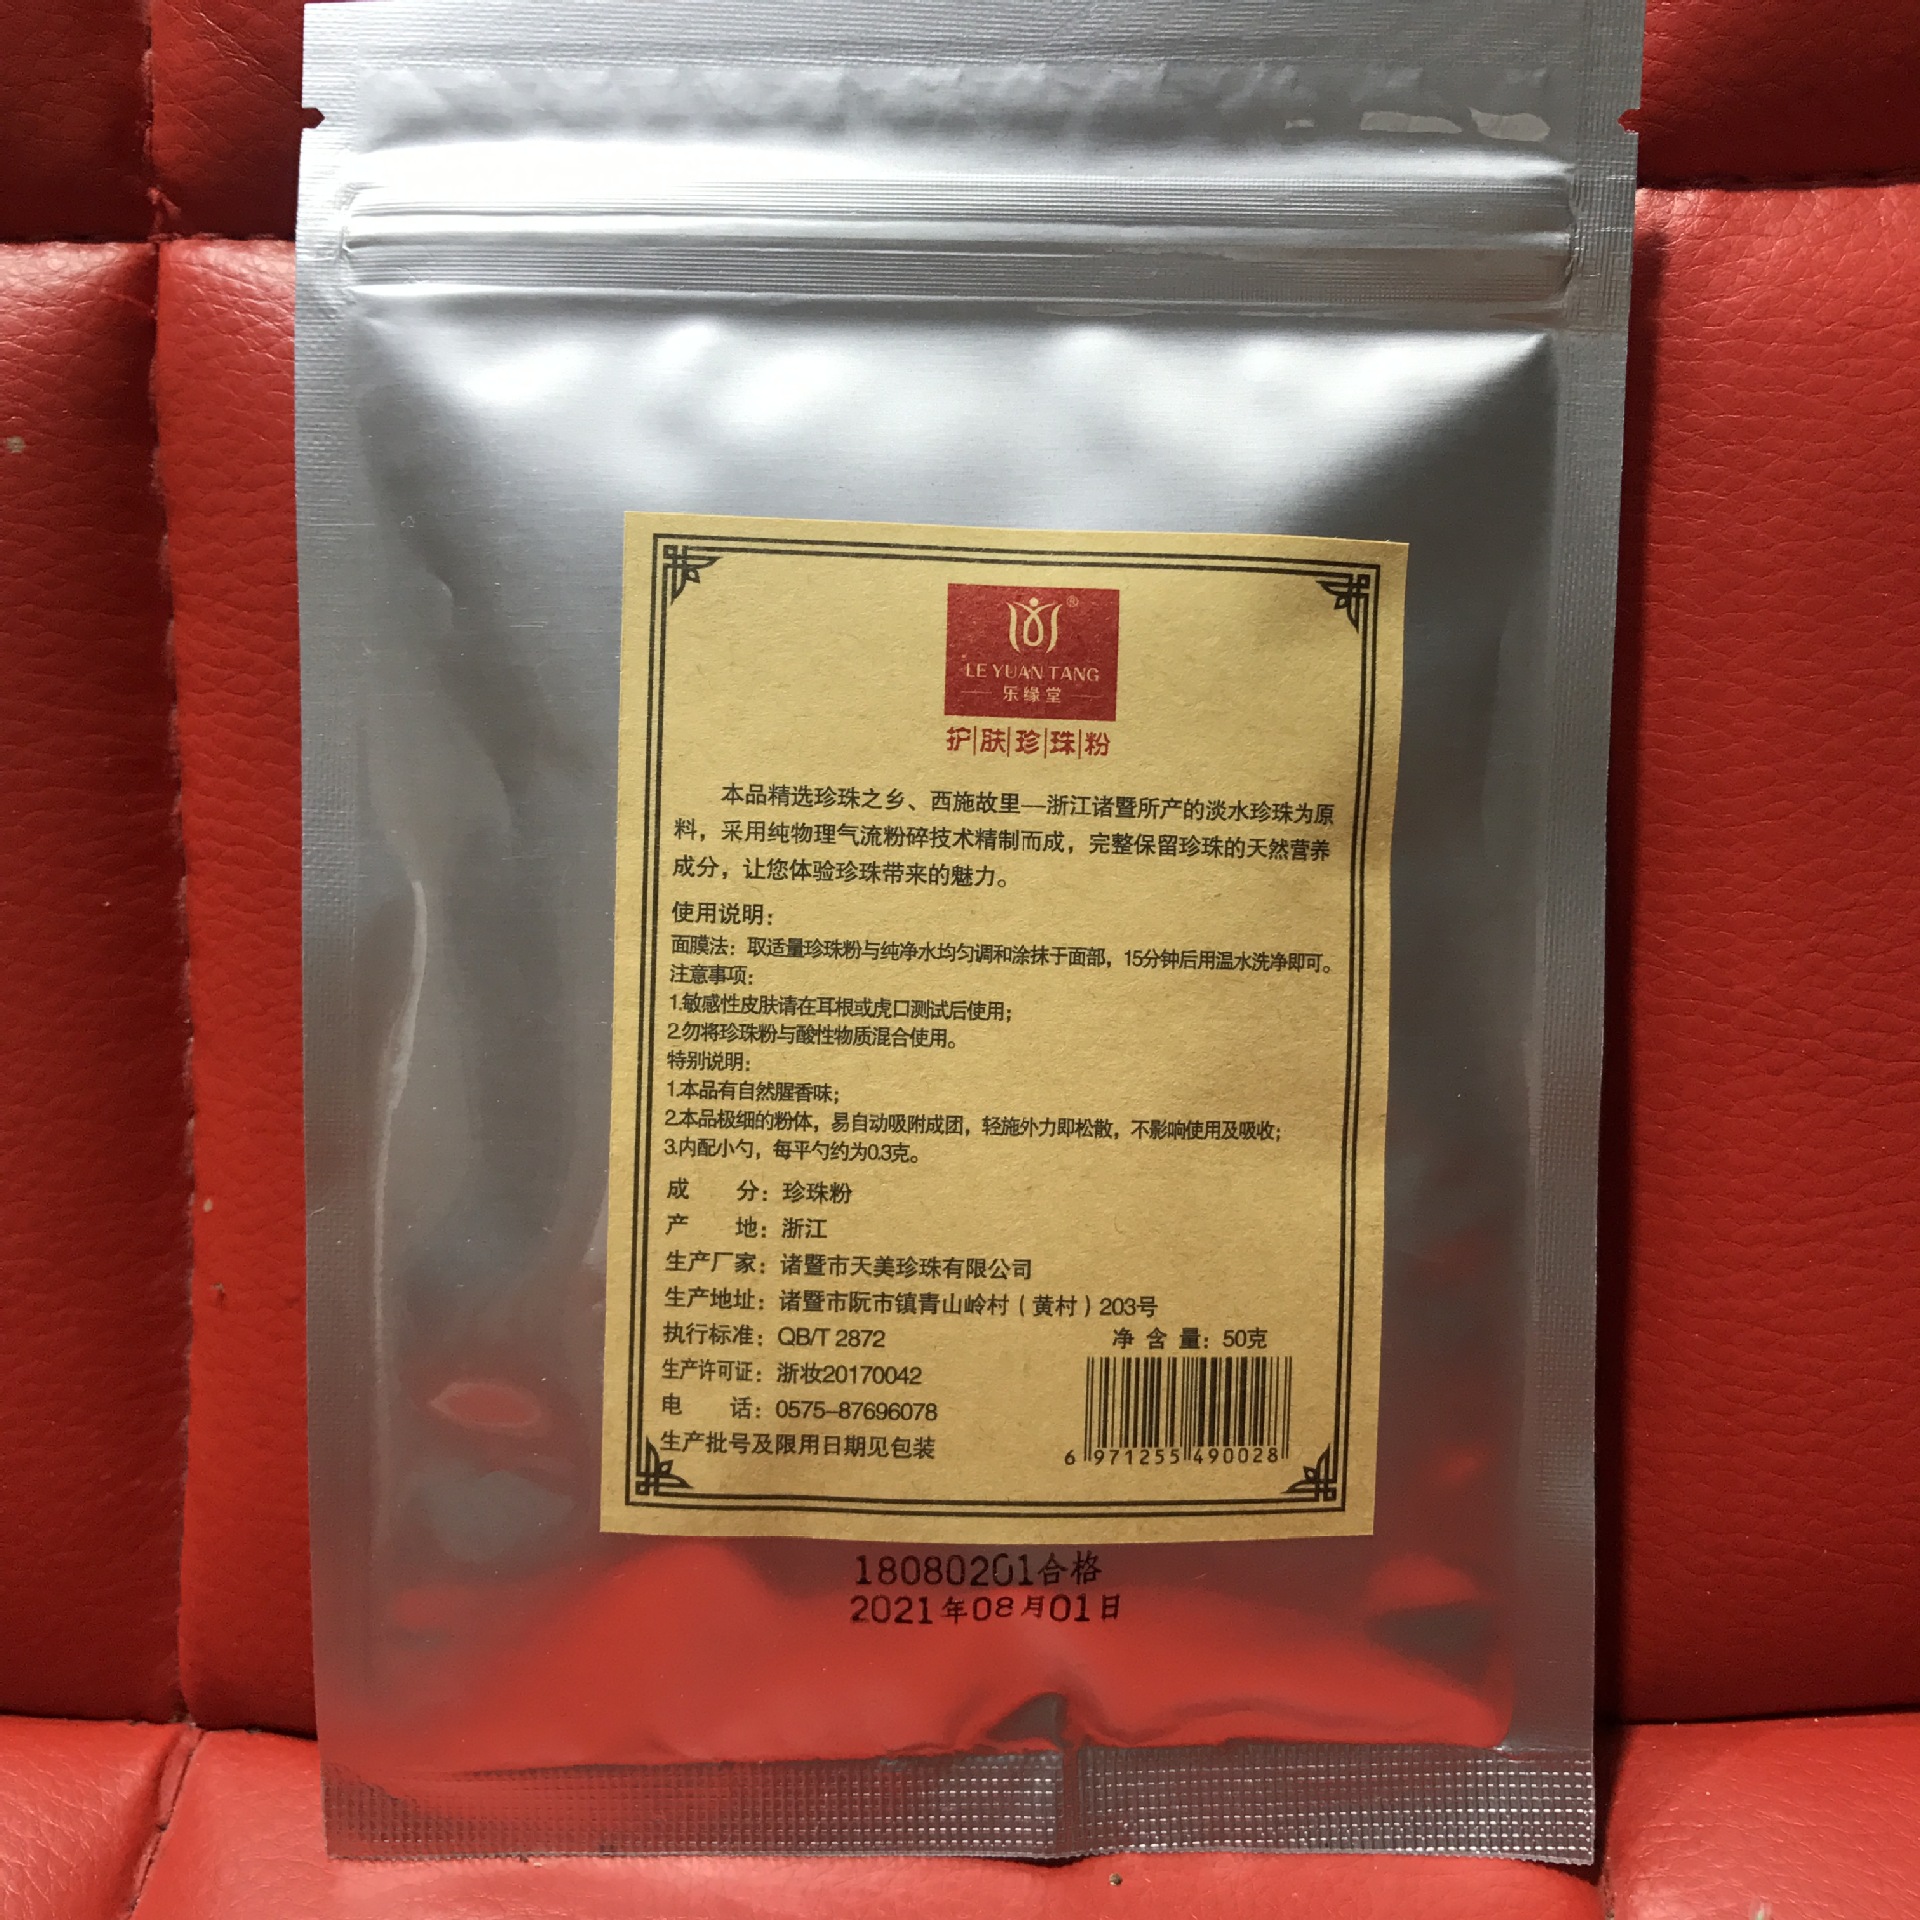 ®
LE YUAN TANG
乐缘堂
护|肤|珍|珠|粉
本品精选珍珠之乡、西施故里—浙江诸暨所产的淡水珍珠为原
料，采用纯物理气流粉碎技术精制而成，完整保留珍珠的天然营养
成分，让您体验珍珠带来的魅力。
使用说明：
面膜法：取适量珍珠粉与纯净水均匀调和涂抹于面部，15分钟后用温水洗净即可。
注意事项：
1.敏感性皮肤请在耳根或虎口测试后使用；
2.勿将珍珠粉与酸性物质混合使用。
特别说明：
1.本品有自然腥香味；
2.本品极细的粉体，易自动吸附成团，轻施外力即松散，不影响使用及吸收；
3.内配小勺，每平勺约为0.3克。
成 分：珍珠粉
产 地：浙江
生产厂家：诸暨市天美珍珠有限公司
生产地址：诸暨市阮市镇青山岭村（黄村）203号
执行标准：QB/T 2872
净 含 量：50克
生产许可证：浙妆20170042
电 话：0575-87696078
生产批号及限用日期见包装
6 971255 490028
18080201合格
2021年08月01日